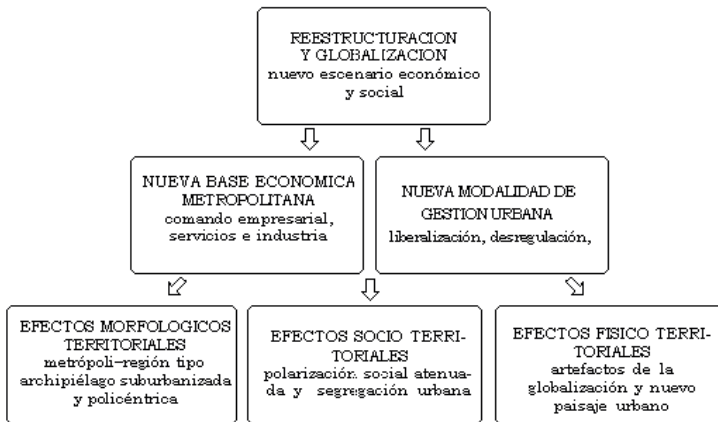 REESTRUCTURACION
Y GLOBALIZACION
nuevo escenario económico
y social
NUEVA BASE ECONOMICA
METROPOLITANA
comando empresarial,
servicios e industria
NUEVA MODALIDAD DE
GESTION URBANA
liberalización, desregulación,
EFECTOS MORFOLOGICOS
TERRITORIALES
metrópoli-región tipo
archipiélago suburbanizada
y policéntrica
EFECTOS SOCIO TERRI-
TORIALES
polarización social atenua-
da y segregación urbana
EFECTOS FISICO TERRI-
TORIALES
artefactos de la
globalización y nuevo
paisaje urbano